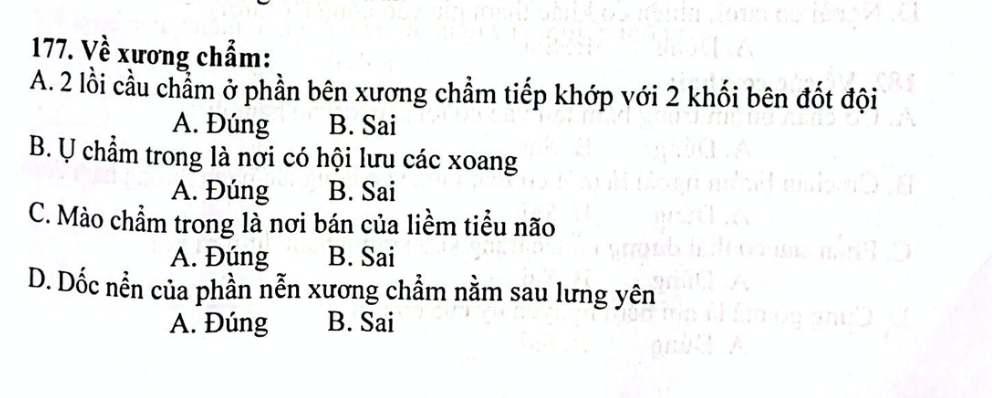 177. Về xương chẩm:
A. 2 lồi cầu chẩm ở phần bên xương chẩm tiếp khớp với 2 khối bên đốt đội
A. Đúng B. Sai
B. Ụ chẩm trong là nơi có hội lưu các xoang
A. Đúng B. Sai
C. Mào chẩm trong là nơi bán của liềm tiểu não
A. Đúng B. Sai
D. Dốc nển của phần nễn xương chẩm nằm sau lưng yên
A. Đúng B. Sai